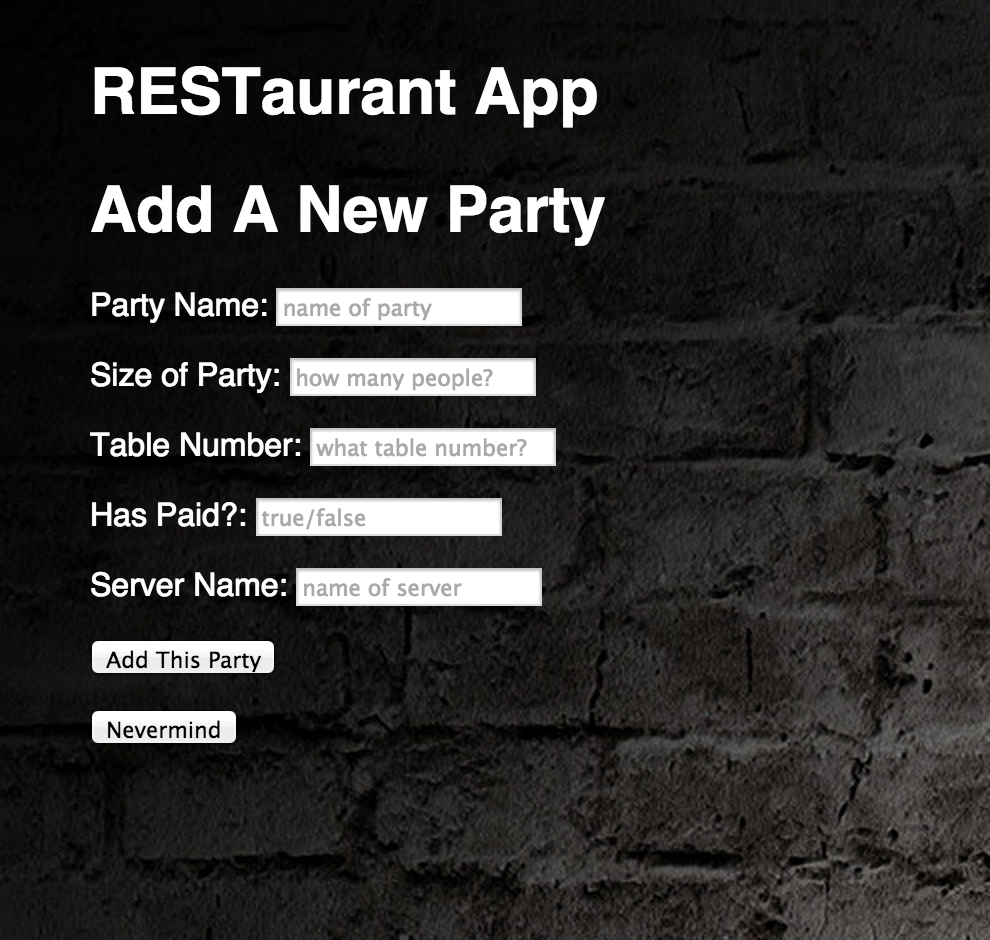 RESTaurant App
Add A New Party
Party Name: name of party
Size of Party: how many people?
Table Number: what table number?
Has Paid?: true/false
Server Name: name of server
Add This Party
Nevermind